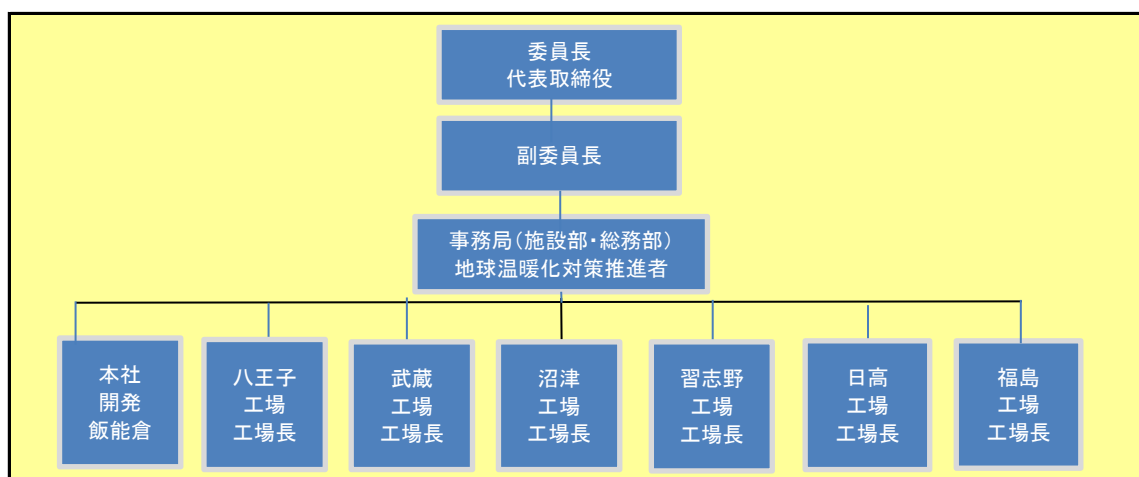 委員長
代表取締役
副委員長
事務局(施設部・総務部)
地球温暖化対策推進者
本社
開発
飯能倉
八王子
工場
工場長
武蔵
工場
工場長
沼津
工場
工場長
習志野
工場
工場長
日高
工場
工場長
福島
工場
工場長